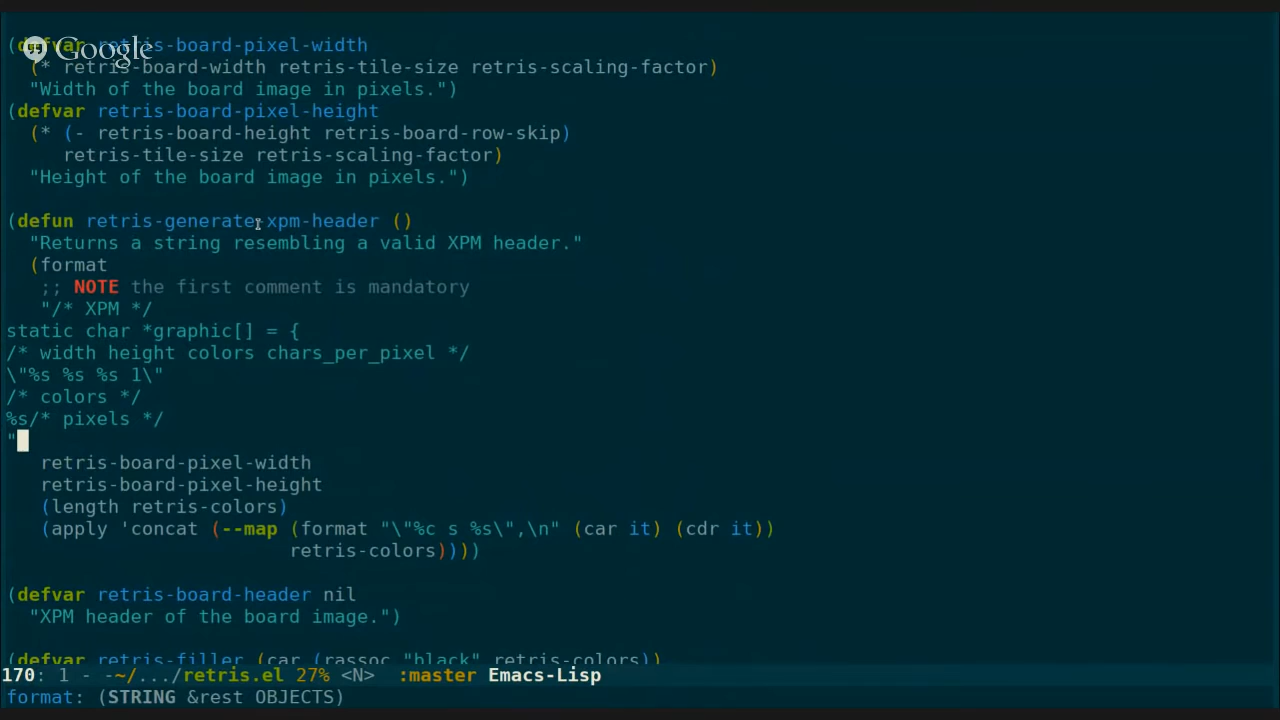 (defvar retris-board-pixel-width
Google
  (* retris-board-width retris-tile-size retris-scaling-factor)
  "Width of the board image in pixels.")
(defvar retris-board-pixel-height
  (* (- retris-board-height retris-board-row-skip)
     retris-tile-size retris-scaling-factor)
  "Height of the board image in pixels.")
(defun retris-generate-xpm-header ()
  "Returns a string resembling a valid XPM header."
  (format
   ;; NOTE the first comment is mandatory
   "/* XPM */
static char *graphic[] = {
/* width height colors chars_per_pixel */
\"%s %s %s 1\"
/* colors */
%s/* pixels */
"
   retris-board-pixel-width
   retris-board-pixel-height
   (length retris-colors)
   (apply 'concat (--map (format "\"%c s %s\",\n" (car it) (cdr it))
                         retris-colors))))
(defvar retris-board-header nil
  "XPM header of the board image.")
(defvar retris-filler (car (rassoc "black" retris-colors))
170: 1 - -~/.../retris.el 27% <N>  :master Emacs-Lisp
format: (STRING &rest OBJECTS)